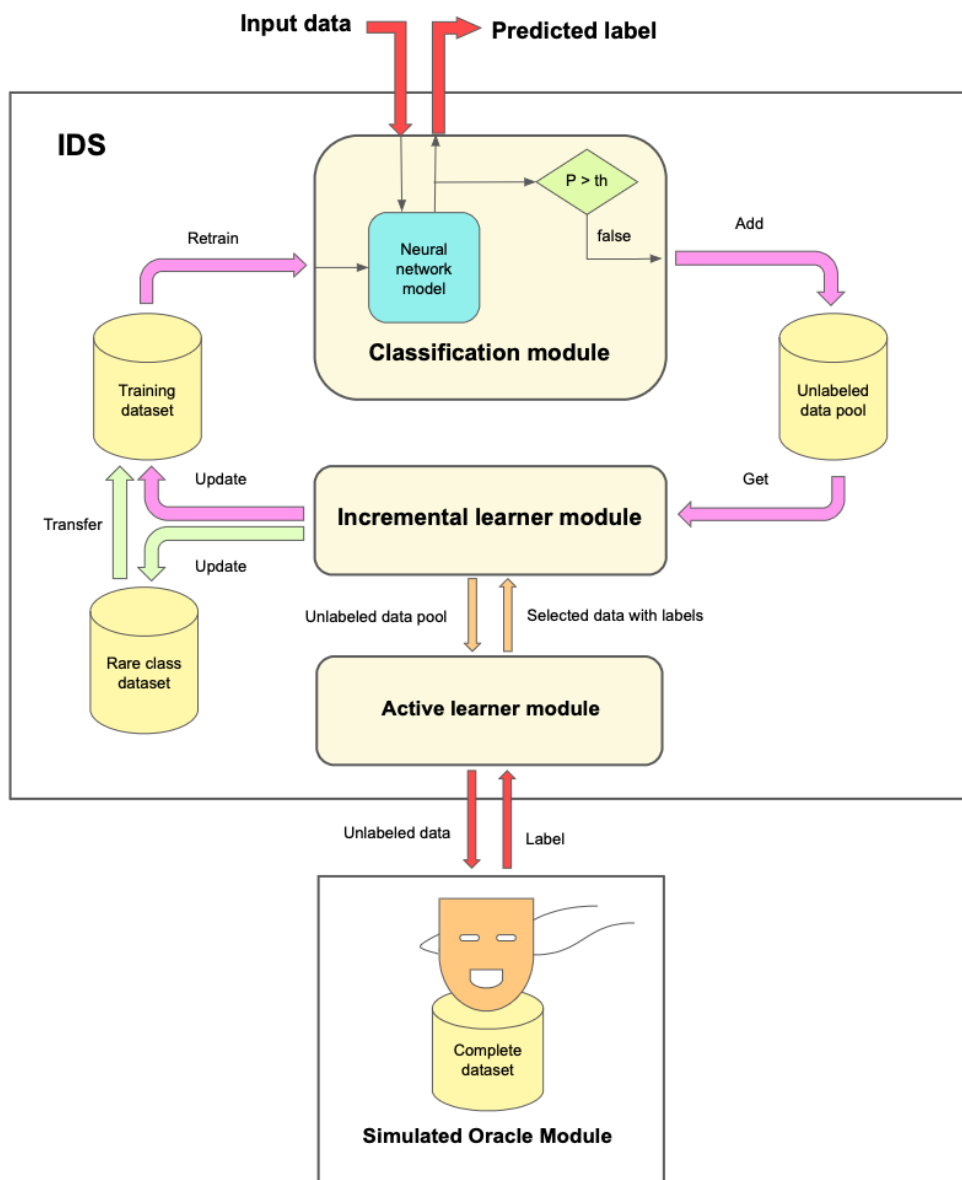 Input data
Predicted label
IDS
P > th
false
Neural
network
model
Classification module
Retrain
Add
Training
dataset
Unlabeled
data pool
Update
Get
Transfer
Incremental learner module
Update
Unlabeled data pool
Selected data with labels
Rare class
dataset
Active learner module
Unlabeled data
Label
Complete
dataset
Simulated Oracle Module